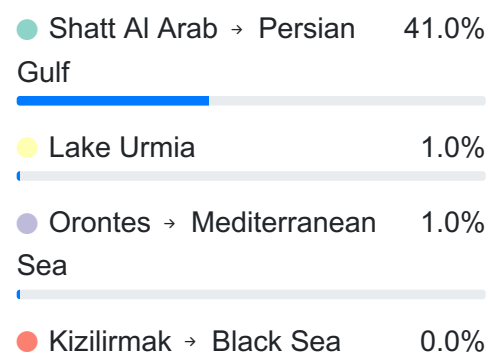 Shatt Al Arab → Persian 41.0%
Gulf
Lake Urmia 1.0%
Orontes → Mediterranean 1.0%
Sea
Kizilirmak → Black Sea 0.0%